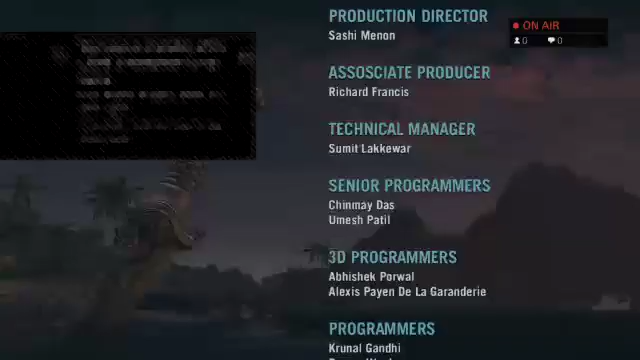 PRODUCTION DIRECTOR
Sashi Menon
ON AIR
0 0
ASSOSCIATE PRODUCER
Richard Francis
TECHNICAL MANAGER
Sumit Lakkewar
SENIOR PROGRAMMERS
Chinmay Das
Umesh Patil
3D PROGRAMMERS
Abhishek Porwal
Alexis Payen De La Garanderie
PROGRAMMERS
Krunal Gandhi